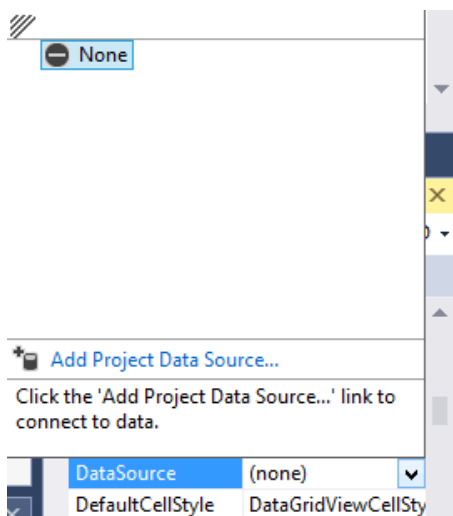 None
Add Project Data Source...
Click the 'Add Project Data Source...' link to
connect to data.
DataSource (none)
DefaultCellStyle DataGridViewCellSty